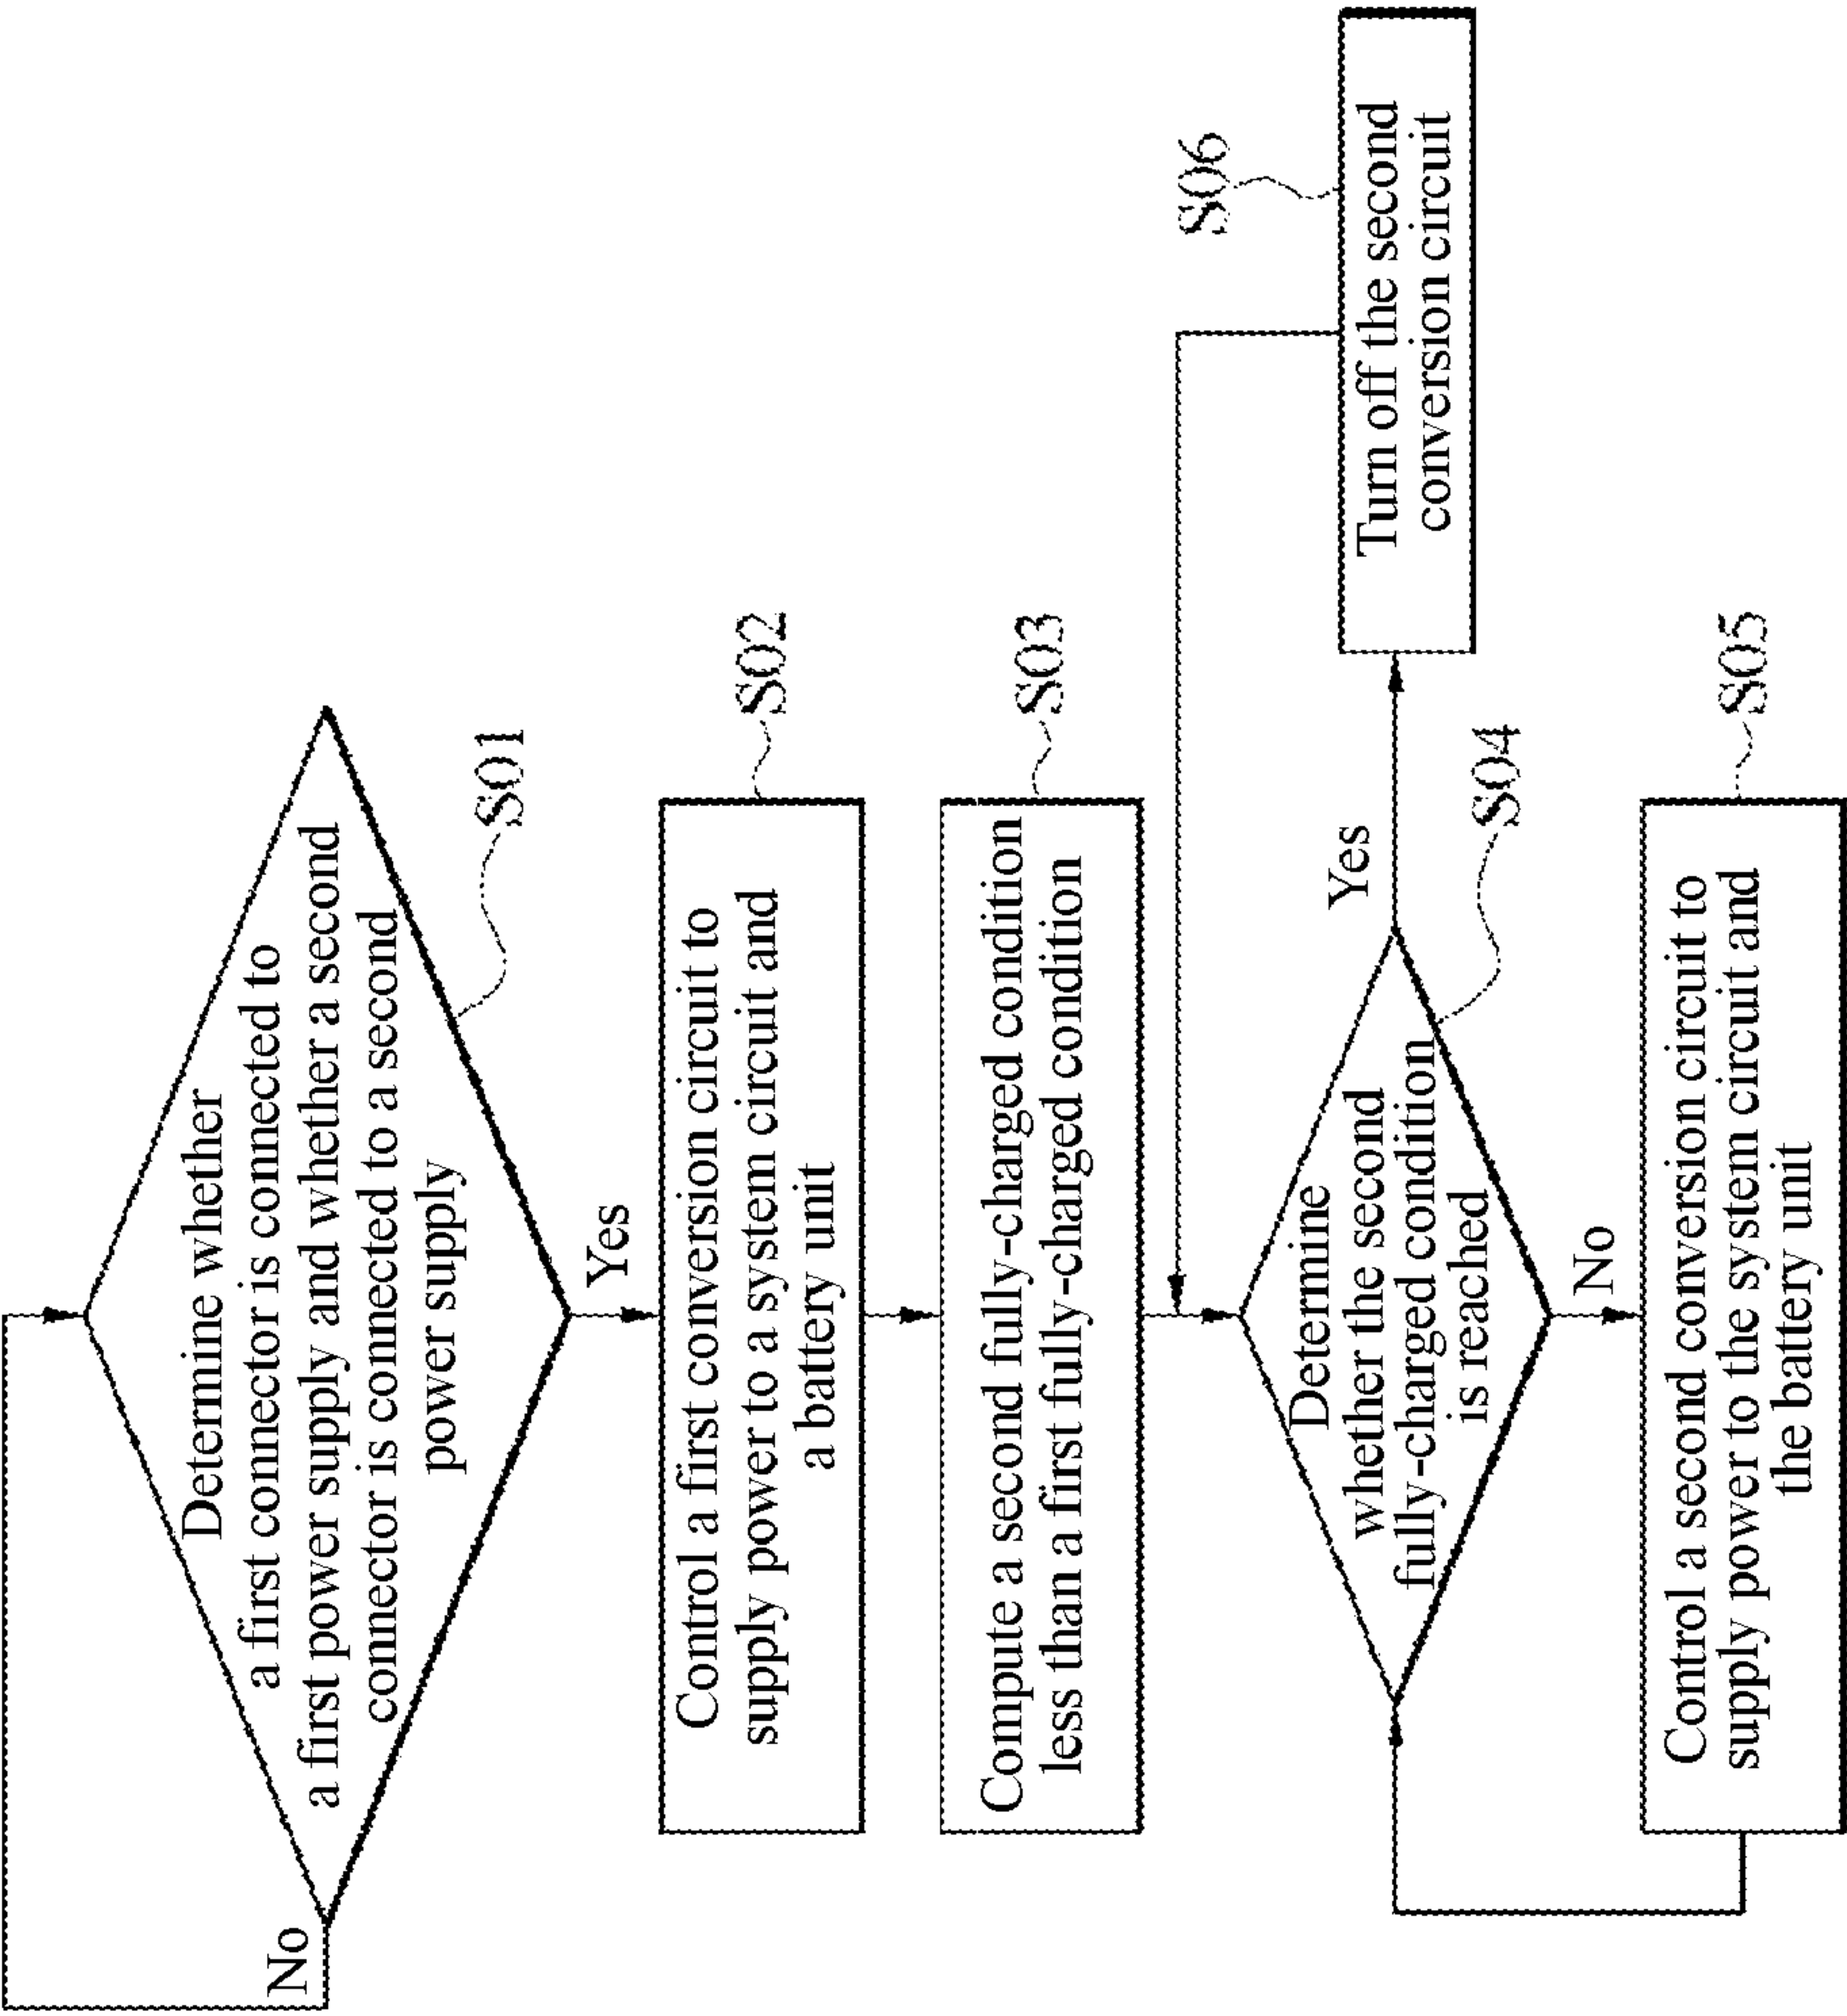 No
Determine whether
a first connector is connected to
a first power supply and whether a second
connector is connected to a second
power supply
S01
Yes
Control a first conversion circuit to
supply power to a system circuit and
a battery unit
S02
Compute a second fully-charged condition
less than a first fully-charged condition
S03
Determine
whether the second
fully-charged condition
is reached
S04
Yes
Turn off the second
conversion circuit
S06
No
Control a second conversion circuit to
supply power to the system circuit and
the battery unit
S05